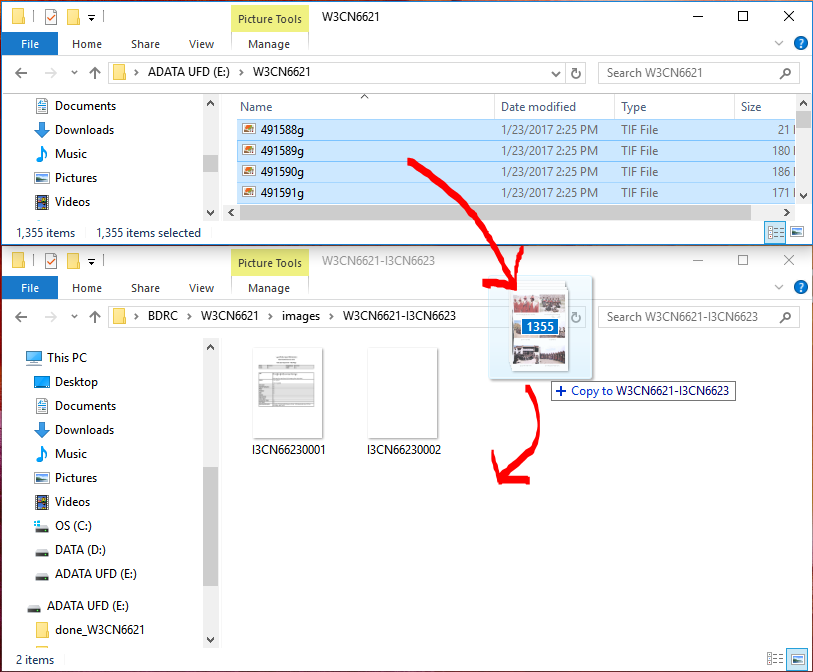 Picture Tools
W3CN6621
File
Home
Share
View
Manage
ADATA UFD (E:) > W3CN6621
Search W3CN6621
Documents
Downloads
Music
Pictures
Videos
Name
Date modified
Type
Size
491588g
1/23/2017 2:25 PM
TIF File
21
491589g
1/23/2017 2:25 PM
TIF File
180
491590g
1/23/2017 2:25 PM
TIF File
186
491591g
1/23/2017 2:25 PM
TIF File
171
1,355 items
1,355 items selected
Picture Tools
W3CN6621-I3CN6623
File
Home
Share
View
Manage
BDRC > W3CN6621 > images > W3CN6621-I3CN6623
Search W3CN6621-I3CN6623
1355
+ Copy to W3CN6621-I3CN6623
This PC
Desktop
Documents
Downloads
Music
Pictures
Videos
OS (C:)
DATA (D:)
ADATA UFD (E:)
ADATA UFD (E:)
done_W3CN6621
I3CN66230001
I3CN66230002
2 items